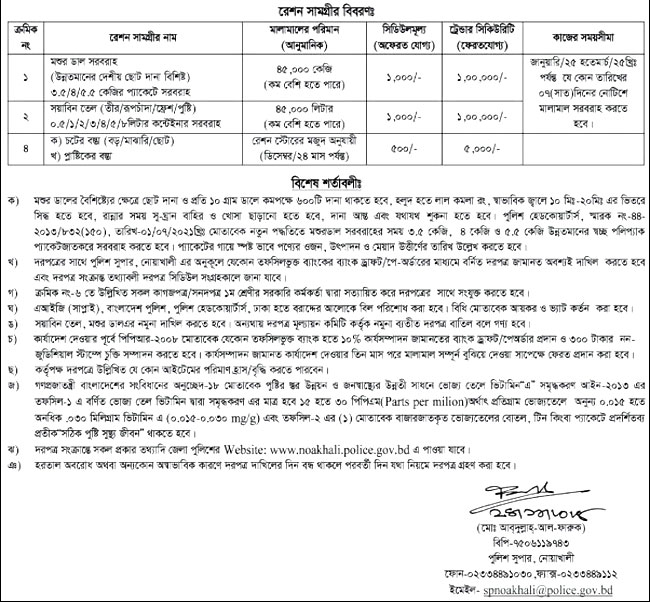 রেশন সামগ্রীর বিবরণঃ
ক্রমিক নং রেশন সামগ্রীর নাম মালামালের পরিমান (আনুমানিক) সিডিউলমূল্য (অফেরত যোগ্য) ট্রেন্ডার সিকিউরিটি (ফেরতযোগ্য) কাজের সময়সীমা
১ মশুর ডাল সরবরাহ (উন্নতমানের দেশীয় ছোট দানা বিশিষ্ট) ৩.৫/৪/৫.৫ কেজির প্যাকেটে সরবরাহ ৪৫,০০০ কেজি (কম বেশি হতে পারে) ১,০০০/- ১,০০,০০০/- জানুয়ারি/২৫ হতেমার্চ/২৫খ্রিঃ পর্যন্ত যে কোন তারিখের ০৭(সাত)দিনের নোটিশে মালামাল সরবরাহ করতে হবে।
২ সয়াবিন তেল (তীর/রূপচাঁদা/ফ্রেশ/পুষ্টি) ০.৫/১/২/৩/৪/৫/৮লিটার কন্টেইনার সরবরাহ ৪৫,০০০ লিটার (কম বেশি হতে পারে) ১,০০০/- ১,০০,০০০/-
৪ ক) চটের বস্তা (বড়/মাঝারি/ছোট) খ) প্লাষ্টিকের বস্তা রেশন স্টোরের মজুদ অনুযায়ী (ডিসেম্বর/২৪ মাস পর্যন্ত) ৫০০/- ৫,০০০/-
বিশেষ শর্তাবলীঃ
ক) মশুর ডালের বৈশিষ্ট্যের ক্ষেত্রে ছোট দানা ও প্রতি ১০ গ্রাম ডালে কমপক্ষে ৬০০টি দানা থাকতে হবে, হলুদ হতে লাল কমলা রং, স্বাভাবিক জ্বালে ১০ মিঃ-২০মিঃ এর ভিতরে
সিদ্ধ হতে হবে, রান্নার সময় সু-ঘ্রান বাহির ও খোসা ছাড়ানো হতে হবে, দানা আস্ত এবং যথাযথ শুকনা হতে হবে। পুলিশ হেডকোয়ার্টার্স, স্মারক নং-৪৪-
২০১৩/৮৩২(১৫০), তারিখ-০১/০৭/২০২১খ্রিঃ মোতাবেক নতুন পদ্ধতিতে মশুরডাল সরবরাহের সময় ৩.৫ কেজি, ৪ কেজি ও ৫.৫ কেজি উন্নতমানের স্বচ্ছ পলিপ্যাক
প্যাকেটজাতকরে সরবরাহ করতে হবে। প্যাকেটের গায়ে স্পষ্ট ভাবে পণ্যের ওজন, উৎপাদন ও মেয়াদ উত্তীর্ণের তারিখ উল্লেখ করতে হবে।
খ) দরপত্রের সাথে পুলিশ সুপার, নোয়াখালী এর অনুকূলে যেকোন তফসিলভুক্ত ব্যাংকের ব্যাংক ড্রাফট/পে-অর্ডারের মাধ্যমে বর্নিত দরপত্র জামানত অবশ্যই দাখিল করতে হবে
এবং দরপত্র সংক্রান্ত তথ্যাবলী দরপত্র সিডিউল সংগ্রহকালে জানা যাবে।
গ) ক্রমিক নং-৬ তে উল্লিখিত সকল কাগজপত্র/সনদপত্র ১ম শ্রেণীর সরকারি কর্মকর্তা দ্বারা সত্যায়িত করে দরপত্রের সাথে সংযুক্ত করতে হবে।
ঘ) এআইজি (সাপ্লাই), বাংলাদেশ পুলিশ, পুলিশ হেডকোয়ার্টার্স, ঢাকা হতে বরাদ্দের আলোকে বিল পরিশোধ করা হবে। বিধি মোতাবেক আয়কর ও ভ্যাট কর্তন করা হবে।
ঙ) সয়াবিন তেল, মশুর ডালএর নমুনা দাখিল করতে হবে। অন্যথায় দরপত্র মূল্যায়ন কমিটি কর্তৃক নমুনা ব্যতীত দরপত্র বাতিল বলে গণ্য হবে।
চ) কার্যাদেশ দেওয়ার পূর্বে পিপিআর-২০০৮ মোতাবেক যেকোন তফসিলভুক্ত ব্যাংক হতে ১০% কার্যসম্পাদন জামানতের ব্যাংক ড্রাফট/পেঅর্ডার প্রদান ও ৩০০ টাকার নন-
জুডিশিয়াল স্টাম্পে চুক্তি সম্পাদন করতে হবে। কার্যসম্পাদন জামানত কার্যাদেশ দেওয়ার তিন মাস পরে মালামাল সম্পূর্ন বুঝিয়ে দেওয়া সাপেক্ষে ফেরত প্রদান করা হবে।
ছ) কর্তৃপক্ষ দরপত্রে উল্লিখিত যে কোন আইটেমের পরিমাণ হ্রাস/বৃদ্ধি করতে পারবেন।
জ) গণপ্রজাতন্ত্রী বাংলাদেশের সংবিধানের অনুচ্ছেদ-১৮ মোতাবেক পুষ্টির স্তর উন্নয়ন ও জনস্বাস্থ্যের উন্নতী সাধনে ভোজ্য তেলে ভিটামিন“এ” সমৃদ্ধকরণ আইন-২০১৩ এর
তফসিল-১ এ বর্ণিত ভোজ্য তেল ভিটামিন দ্বারা সমৃদ্ধকরণ এর মাত্র হবে ১৫ হতে ৩০ পিপিএম(Parts per milion)অর্থাৎ প্রতিগ্রাম ভোজ্যতেলে অন্যুন ০.০১৫ হতে
অনধিক .০৩০ মিলিগ্রাম ভিটামিন এ (০.০১৫-০.০৩০ mg/g) এবং তফসিল-২ এর (১) মোতাবেক বাজারজাতকৃত ভোজ্যতেলের বোতল, টিন কিংবা প্যাকেটে প্রদর্শিতব্য
প্রতীক“সঠিক পুষ্টি সুস্থ্য জীবন” থাকতে হবে।
ঝ) দরপত্র সংক্রান্তে সকল প্রকার তথ্যাদি জেলা পুলিশের Website: www.noakhali.police.gov.bd এ পাওয়া যাবে।
ঞ) হরতাল অবরোধ অথবা অন্যকোন অস্বাভাবিক কারণে দরপত্র দাখিলের দিন বন্ধ থাকলে পরবর্তী দিন যথা নিয়মে দরপত্র গ্রহণ করা হবে।
(মোঃ আব্দুল্লাহ-আল-ফারুক)
বিপি-৭৫০৬১১৯৭৪৩
পুলিশ সুপার, নোয়াখালী
ফোন-০২৩৩৪৪৯১০৩০,ফ্যাক্স-০২৩৩৪৪৯১১২
ইমেইল- spnoakhali@police.gov.bd